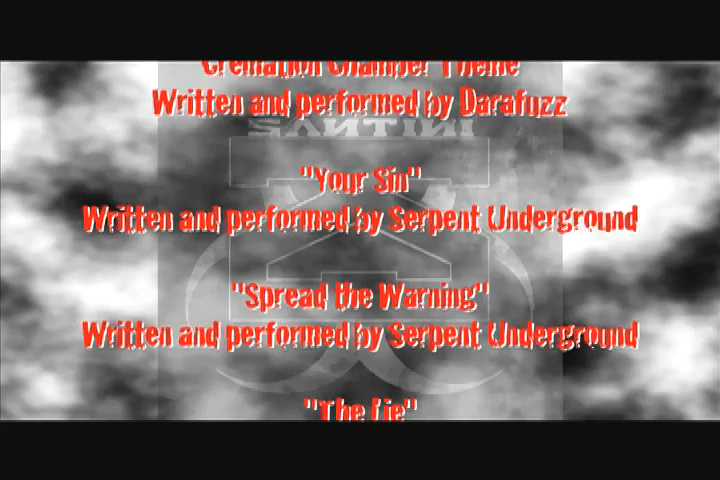 Cremation Chamber Theme
Written and performed by Darafuzz
SANTINI
"Your Sin"
Written and performed by Serpent Underground
"Spread the Warning"
Written and performed by Serpent Underground
"The Lie"